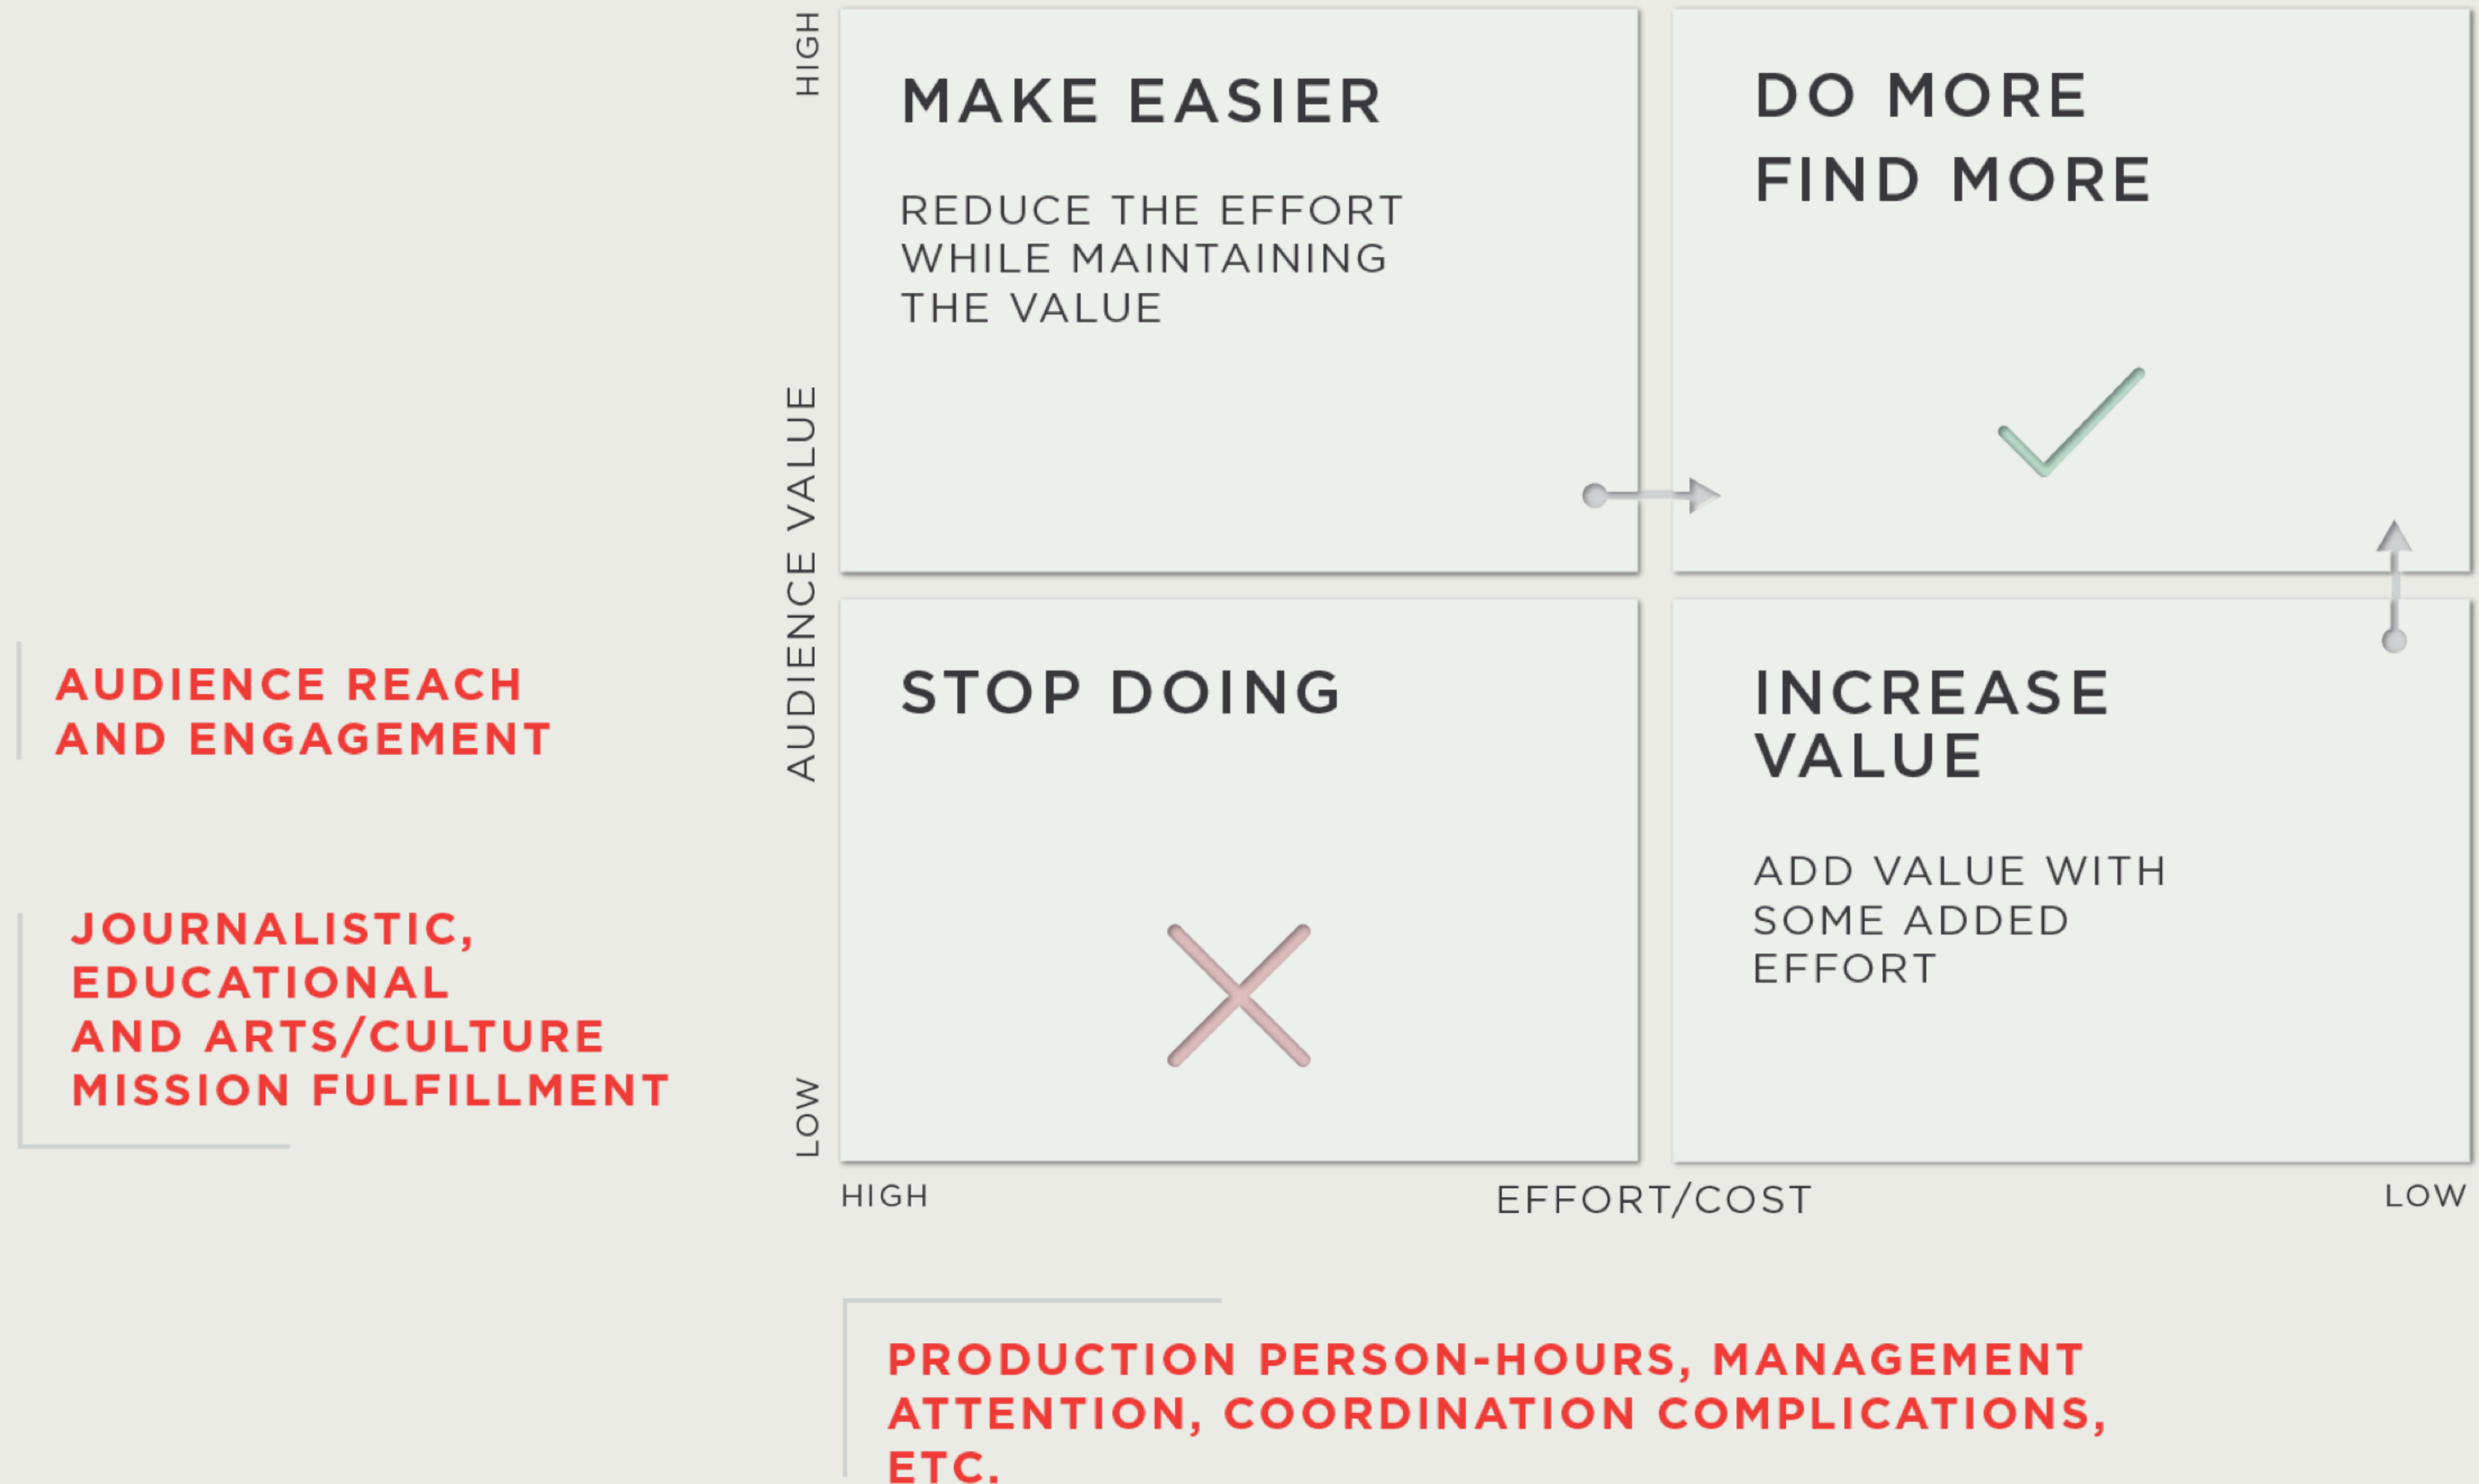 HIGH
MAKE EASIER
REDUCE THE EFFORT
WHILE MAINTAINING
THE VALUE
DO MORE
FIND MORE
AUDIENCE VALUE
AUDIENCE REACH
AND ENGAGEMENT
JOURNALISTIC,
EDUCATIONAL
AND ARTS/CULTURE
MISSION FULFILLMENT
STOP DOING
INCREASE
VALUE
ADD VALUE WITH
SOME ADDED
EFFORT
LOW
HIGH
EFFORT/COST
LOW
PRODUCTION PERSON-HOURS, MANAGEMENT
ATTENTION, COORDINATION COMPLICATIONS,
ETC.